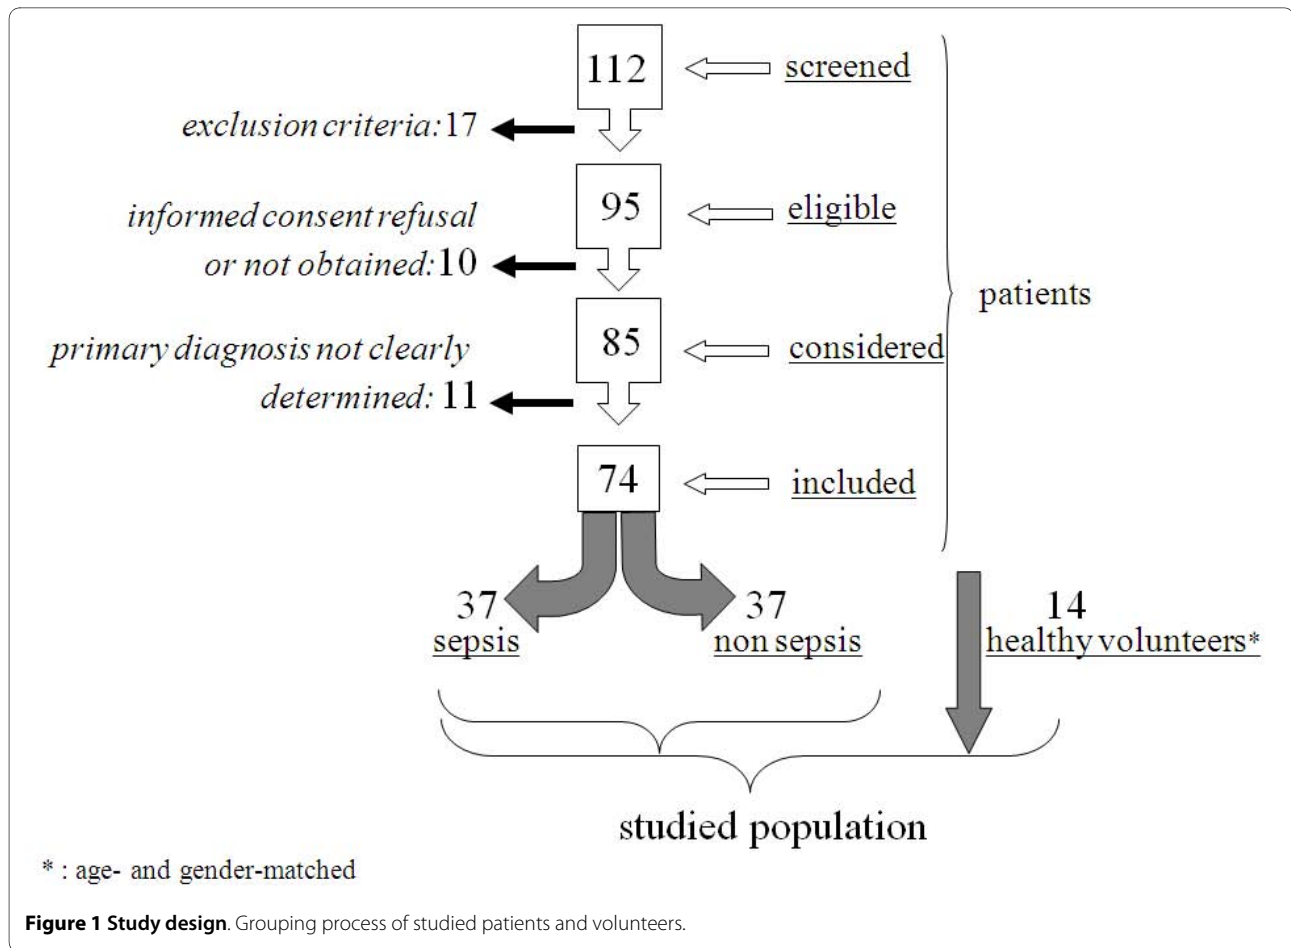 112
screened
exclusion criteria: 17
95
eligible
informed consent refusal
or not obtained: 10
patients
85
considered
primary diagnosis not clearly
determined: 11
74
included
37
sepsis
37
non sepsis
14
healthy volunteers*
studied population
* : age- and gender-matched
Figure 1 Study design. Grouping process of studied patients and volunteers.